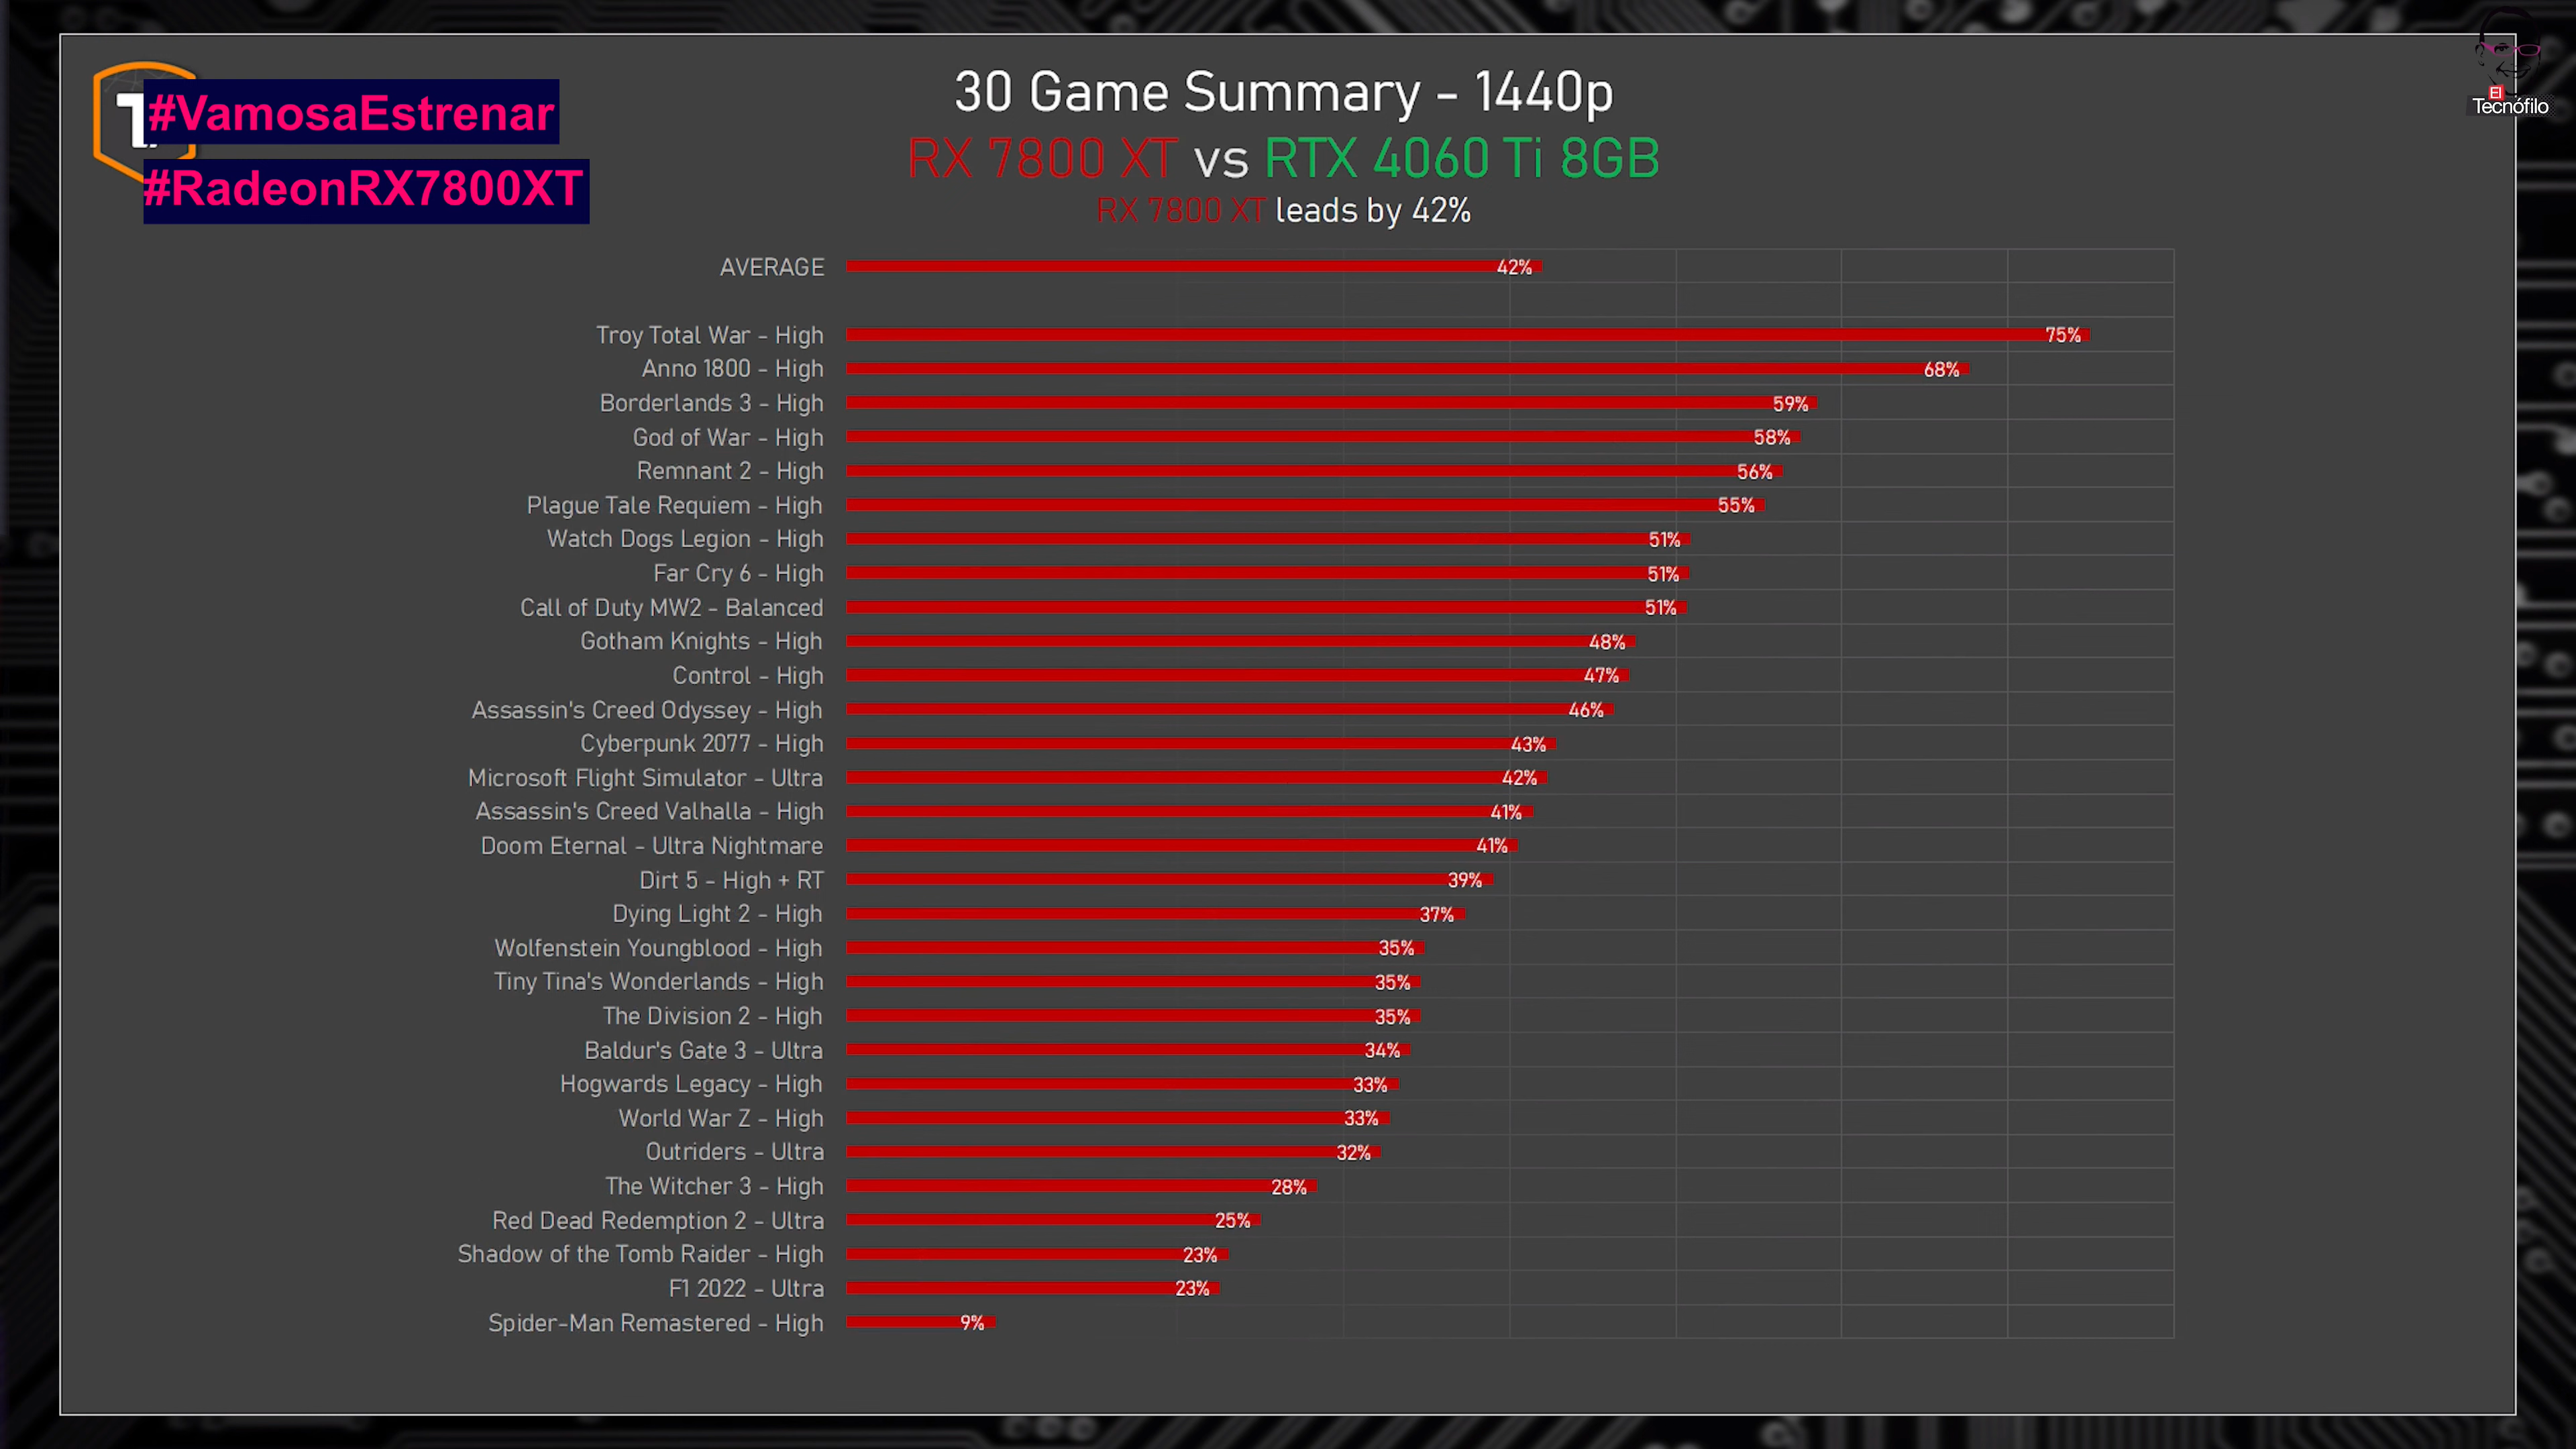 #VamosaEstrenar
#RadeonRX7800XT
30 Game Summary - 1440p
RX 7800 XT vs RTX 4060 Ti 8GB
RX 7800 XT leads by 42%
El
Tecnófilo
AVERAGE 42%
Troy Total War - High 75%
Anno 1800 - High 68%
Borderlands 3 - High 59%
God of War - High 58%
Remnant 2 - High 56%
Plague Tale Requiem - High 55%
Watch Dogs Legion - High 51%
Far Cry 6 - High 51%
Call of Duty MW2 - Balanced 51%
Gotham Knights - High 48%
Control - High 47%
Assassin's Creed Odyssey - High 46%
Cyberpunk 2077 - High 43%
Microsoft Flight Simulator - Ultra 42%
Assassin's Creed Valhalla - High 41%
Doom Eternal - Ultra Nightmare 41%
Dirt 5 - High + RT 39%
Dying Light 2 - High 37%
Wolfenstein Youngblood - High 35%
Tiny Tina's Wonderlands - High 35%
The Division 2 - High 35%
Baldur's Gate 3 - Ultra 34%
Hogwards Legacy - High 33%
World War Z - High 33%
Outriders - Ultra 32%
The Witcher 3 - High 28%
Red Dead Redemption 2 - Ultra 25%
Shadow of the Tomb Raider - High 23%
F1 2022 - Ultra 23%
Spider-Man Remastered - High 9%